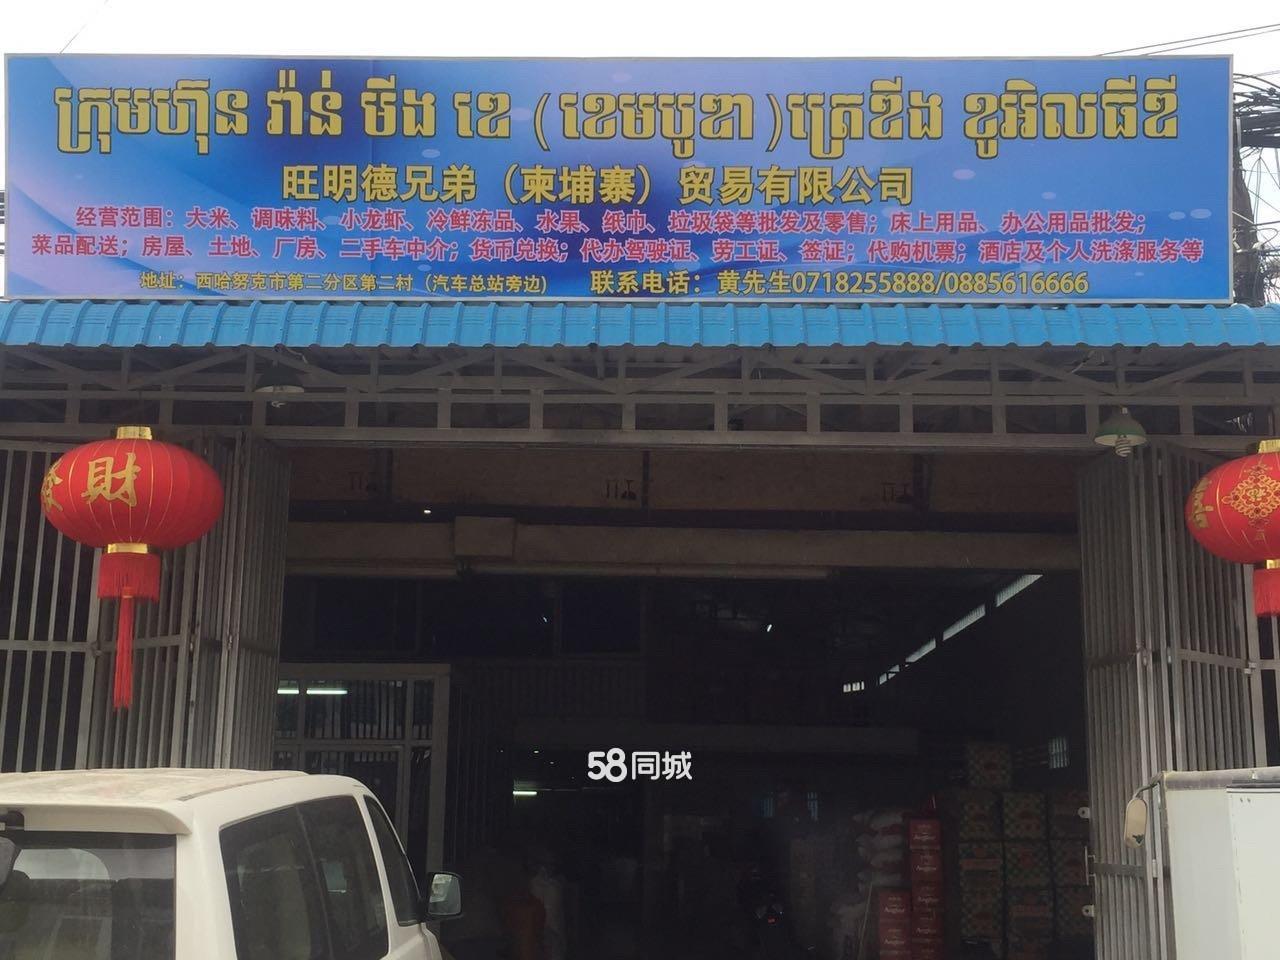 ក្រុមហ៊ុន វ៉ាន់ មីង ឌេ (ខេមបូឌា) ត្រេឌីង ខូអិលធីឌី
旺明德兄弟（柬埔寨）贸易有限公司
经营范围：大米、调味料、小龙虾、冷鲜冻品、水果、纸巾、垃圾袋等批发及零售；床上用品、办公用品批发；
菜品配送；房屋、土地、厂房、二手车中介；货币兑换；代办驾驶证、劳工证、签证；代购机票；酒店及个人洗涤服务等
地址：西哈努克市第二分区第二村（汽车总站旁边) 联系电话：黄先生0718255888/0885616666
發財
58同城
Angkor
Angkor